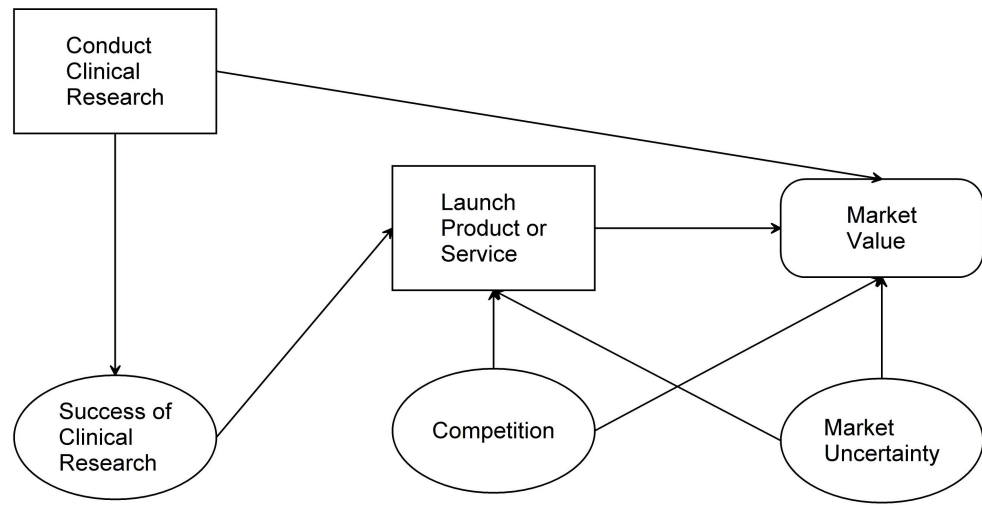 Conduct
Clinical
Research
Launch
Product or
Service
Market
Value
Success of
Clinical
Research
Competition
Market
Uncertainty